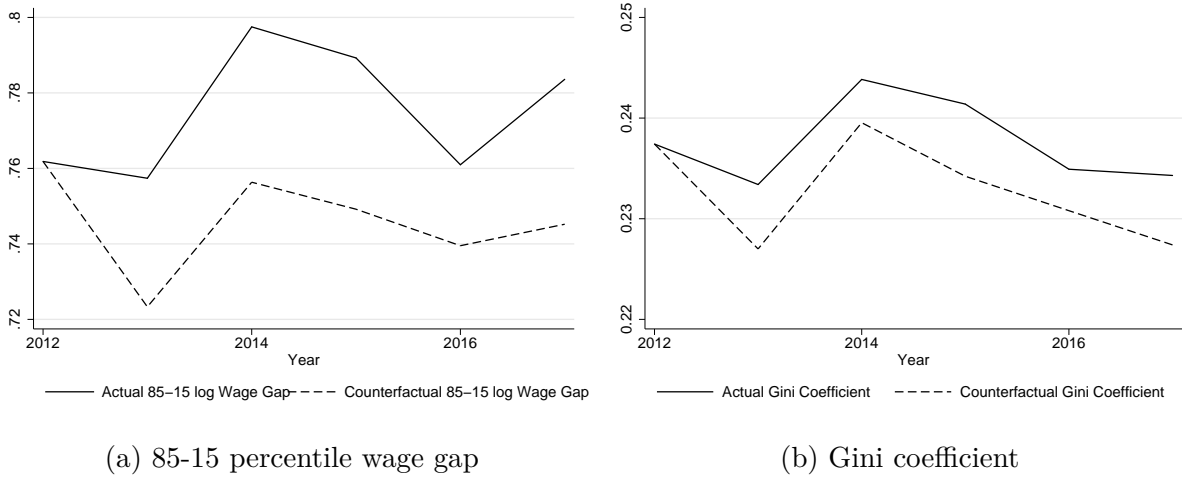 .8
.78
.76
.74
.72
2012
2014
2016
Year
Actual 85–15 log Wage Gap
Counterfactual 85–15 log Wage Gap
(a) 85-15 percentile wage gap
0.25
0.24
0.23
0.22
2012
2014
2016
Year
Actual Gini Coefficient
Counterfactual Gini Coefficient
(b) Gini coefficient